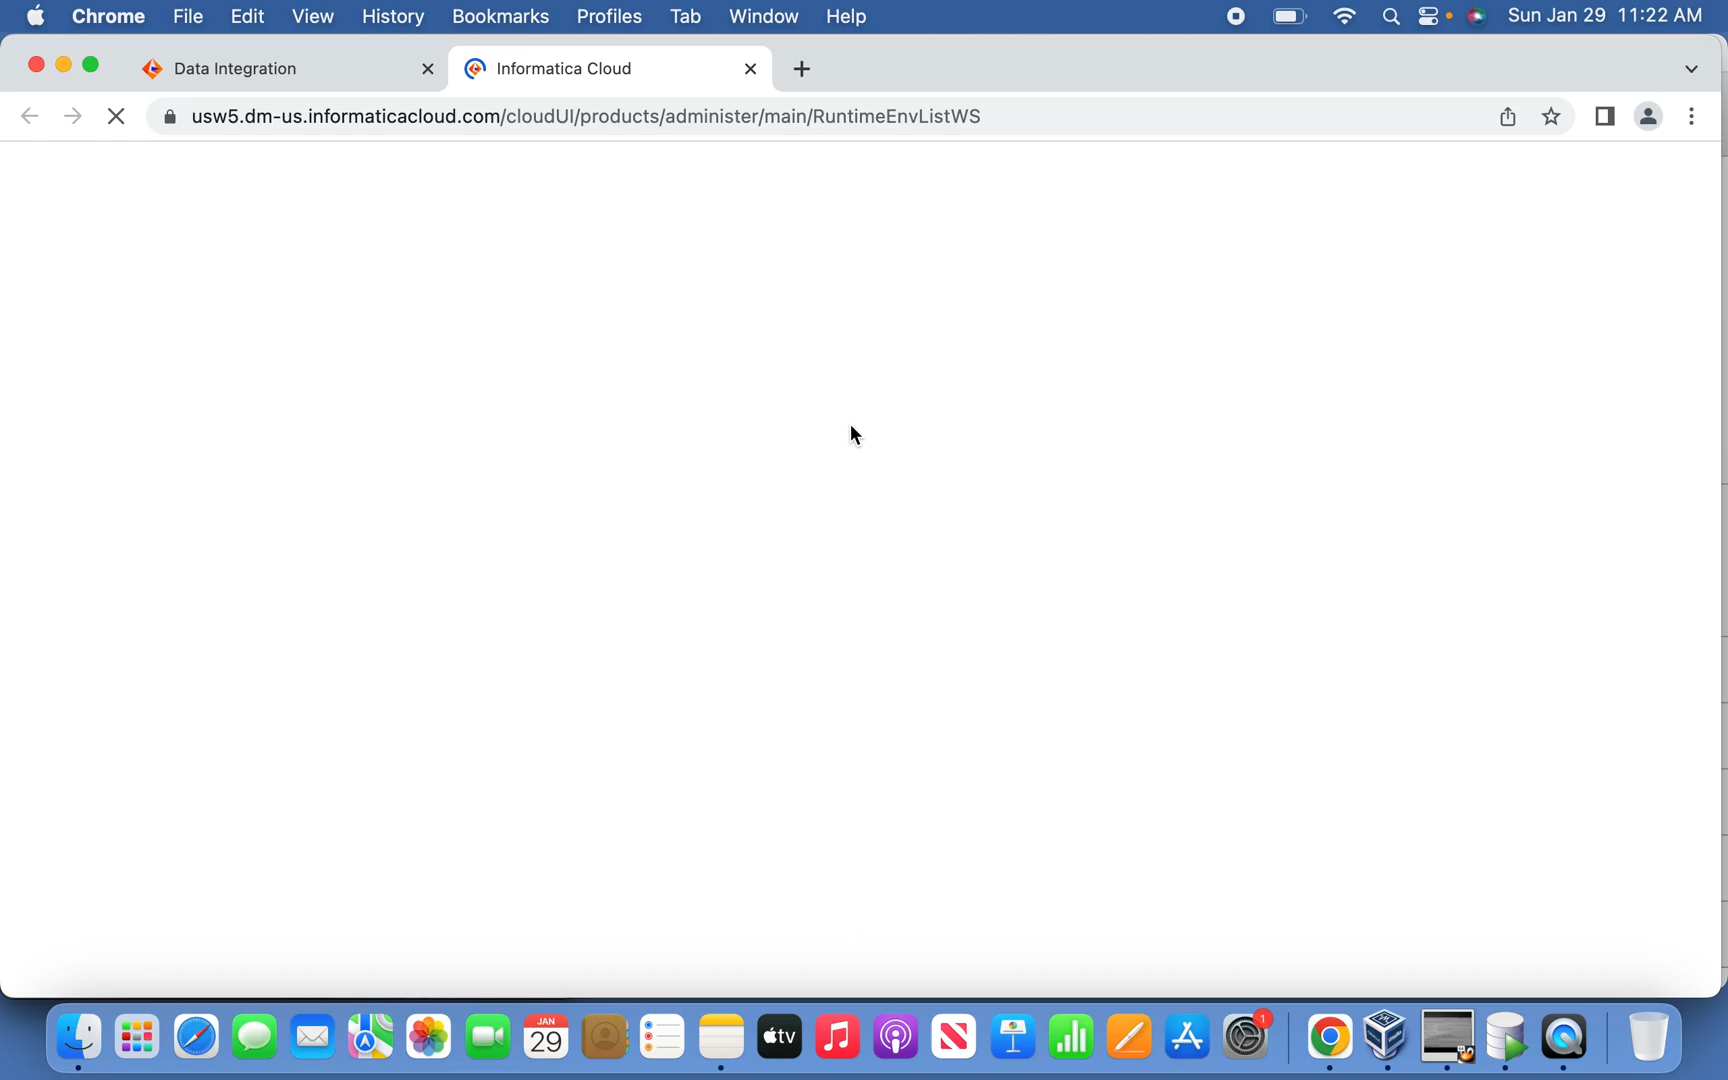 Chrome File Edit View History Bookmarks Profiles Tab Window Help Sun Jan 29 11:22 AM
Data Integration Informatica Cloud
usw5.dm-us.informaticacloud.com/cloudUI/products/administer/main/RuntimeEnvListWS
JAN
29
tv
1